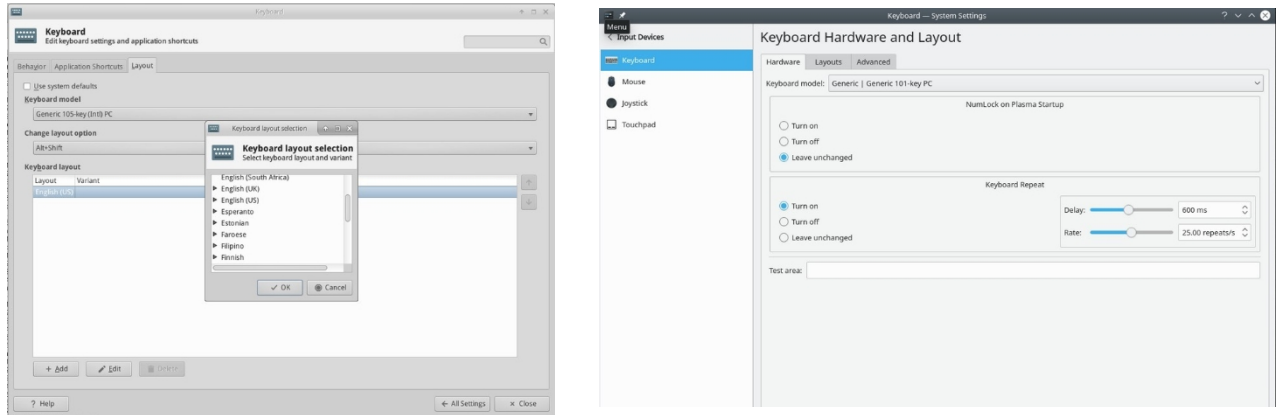 Keyboard
Keyboard
Edit keyboard settings and application shortcuts
Behavior Application Shortcuts Layout
Use system defaults
Keyboard model
Generic 105-key (Intl) PC
Change layout option
Alt+Shift
Keyboard layout
Layout Variant
English (US)
Keyboard layout selection
Keyboard layout selection
Select keyboard layout and variant
English (South Africa)
English (UK)
English (US)
Esperanto
Estonian
Faroese
Filipino
Finnish
OK Cancel
+ Add Edit Delete
? Help
All Settings × Close
Keyboard — System Settings
Menu
Input Devices
Keyboard
Mouse
Joystick
Touchpad
Keyboard Hardware and Layout
Hardware Layouts Advanced
Keyboard model: Generic | Generic 101-key PC
NumLock on Plasma Startup
Turn on
Turn off
Leave unchanged
Keyboard Repeat
Turn on
Turn off
Leave unchanged
Delay: 600 ms
Rate: 25.00 repeats/s
Test area: